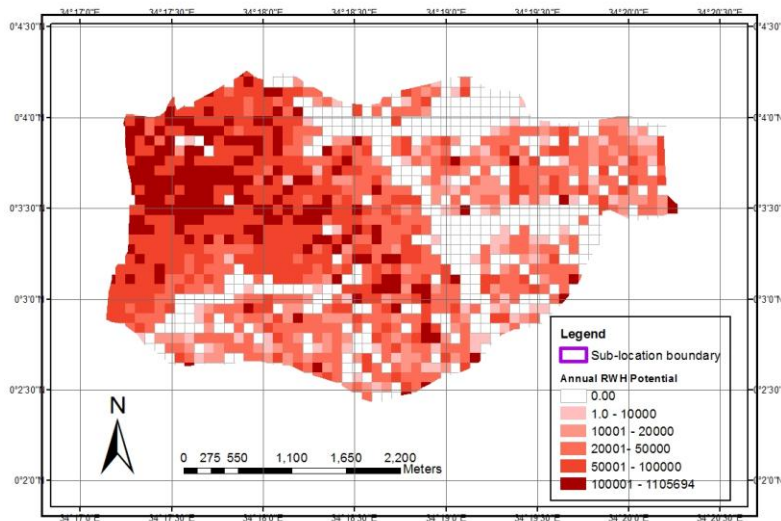 34°17'0"E 34°17'30"E 34°18'0"E 34°18'30"E 34°19'0"E 34°19'30"E 34°20'0"E 34°20'30"E
0°4'30"N 0°4'30"N
0°4'0"N 0°4'0"N
0°3'30"N 0°3'30"N
0°3'0"N 0°3'0"N
Legend
Sub-location boundary
0°2'30"N 0°2'30"N
Annual RWH Potential
0.00
1.0 - 10000
10001 - 20000
20001- 50000
50001 - 100000
100001 - 1105694
N
0 275 550 1,100 1,650 2,200
Meters
0°2'0"N 0°2'0"N
34°17'0"E 34°17'30"E 34°18'0"E 34°18'30"E 34°19'0"E 34°19'30"E 34°20'0"E 34°20'30"E